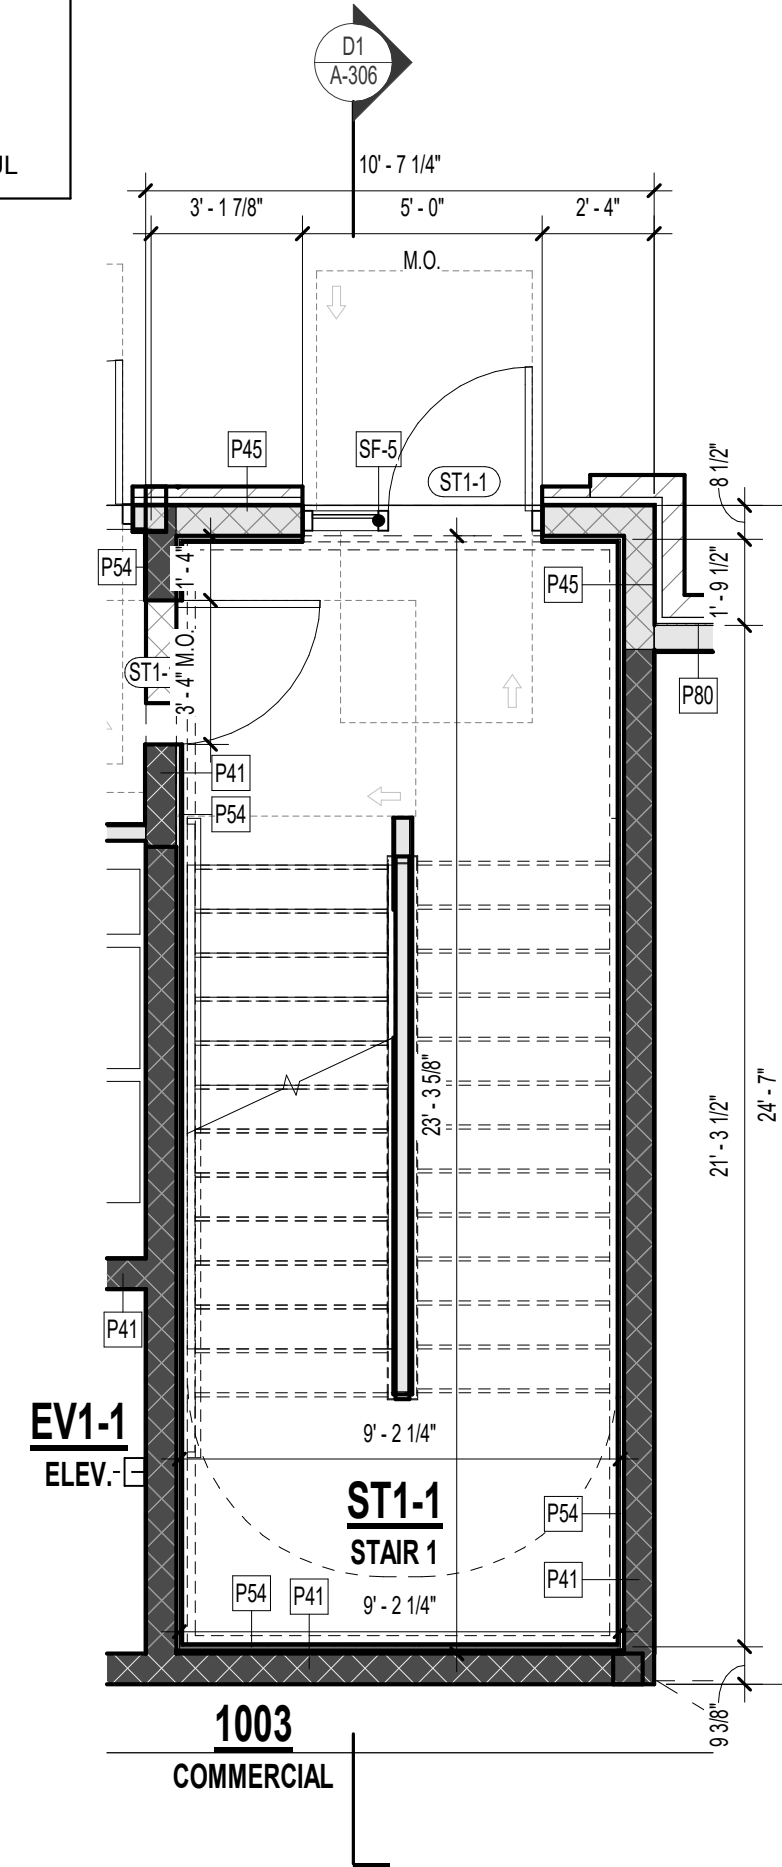 D1
A-306
UL
10' - 7 1/4"
3' - 1 7/8"
5' - 0"
2' - 4"
M.O.
P45
SF-5
ST1-1
8 1/2"
P54
1' - 4"
P45
1' - 9 1/2"
ST1-
3' - 4" M.O.
P80
P41
P54
23' - 3 5/8"
21' - 3 1/2"
24' - 7"
P41
EV1-1
ELEV.
9' - 2 1/4"
ST1-1
STAIR 1
P54
P41
P54
P41
9' - 2 1/4"
9 3/8"
1003
COMMERCIAL